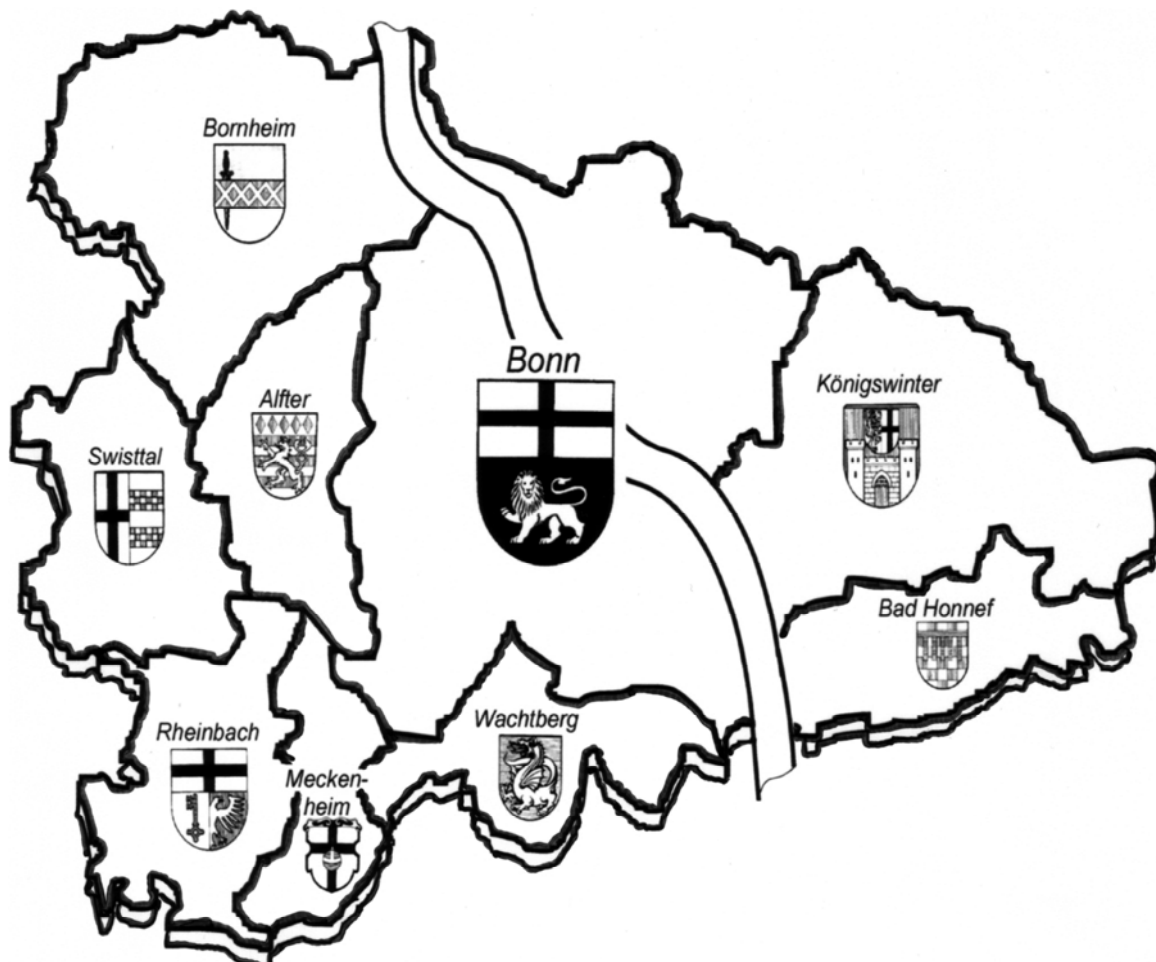 Bornheim
Bonn
Alfter
Königswinter
Swisttal
Bad Honnef
Wachtberg
Rheinbach
Mecken-
heim